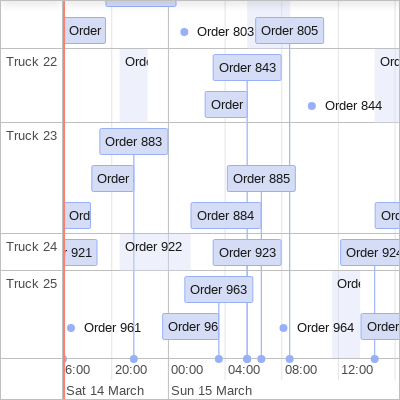 Order
Order 803
Order 805
Truck 22
Orde
Order 843
Ord
Order
Order 844
Truck 23
Order 883
Order
Order 885
Ord
Order 884
Ord
Truck 24
921
Order 922
Order 923
Order 924
Truck 25
Order 963
Orde
Order 961
Order 96
Order 964
Order
6:00
20:00
00:00
04:00
08:00
12:00
Sat 14 March
Sun 15 March